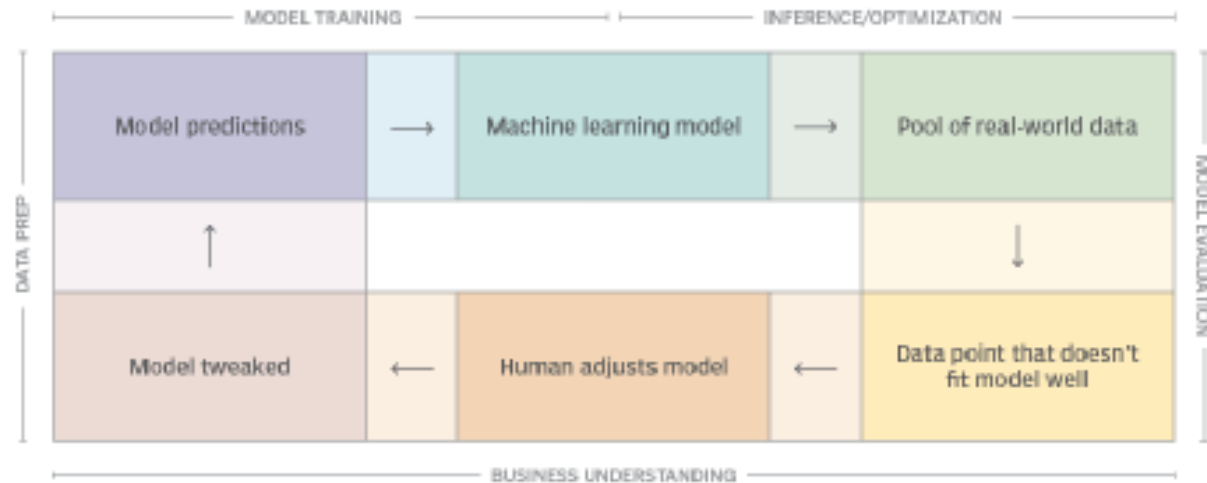 MODEL TRAINING
INFERENCE/OPTIMIZATION
DATA PREP
Model predictions
Machine learning model
Pool of real-world data
MODEL EVALUATION
Model tweaked
Human adjusts model
Data point that doesn't
fit model well
BUSINESS UNDERSTANDING